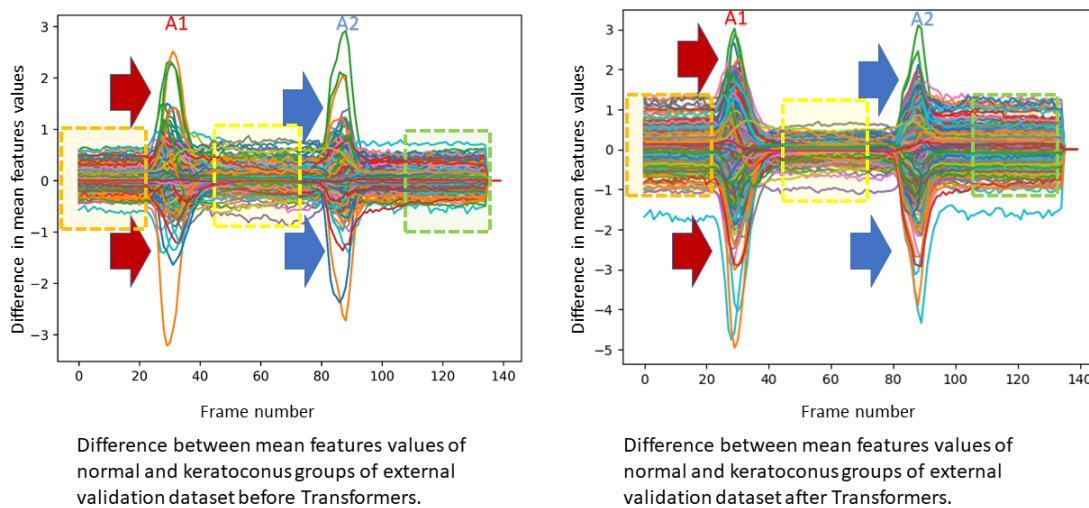 A1
A2
3
2
1
0
−1
−2
−3
Difference in mean features values
0
20
40
60
80
100
120
140
Frame number
Difference between mean features values of
normal and keratoconus groups of external
validation dataset before Transformers.
A1
A2
3
2
1
0
−1
−2
−3
−4
−5
Difference in mean features values
0
20
40
60
80
100
120
140
Frame number
Difference between mean features values of
normal and keratoconus groups of external
validation dataset after Transformers.